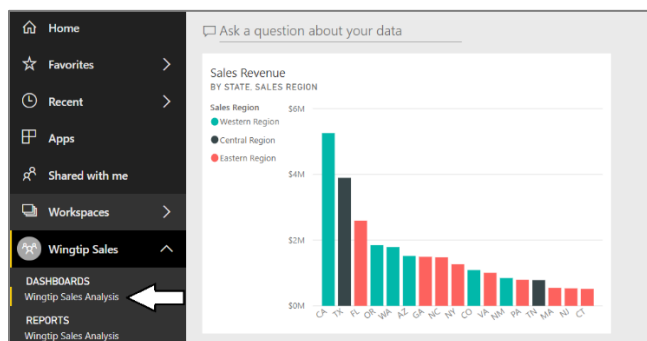 Home
Favorites
Recent
Apps
Shared with me
Workspaces
Wingtip Sales
DASHBOARDS
Wingtip Sales Analysis
REPORTS
Wingtip Sales Analysis
Ask a question about your data
Sales Revenue
BY STATE, SALES REGION
Sales Region
Western Region
Central Region
Eastern Region
$6M
$4M
$2M
$0M
CA TX FL OR WA AZ GA NC NY CO VA NM PA TN MA NJ CT